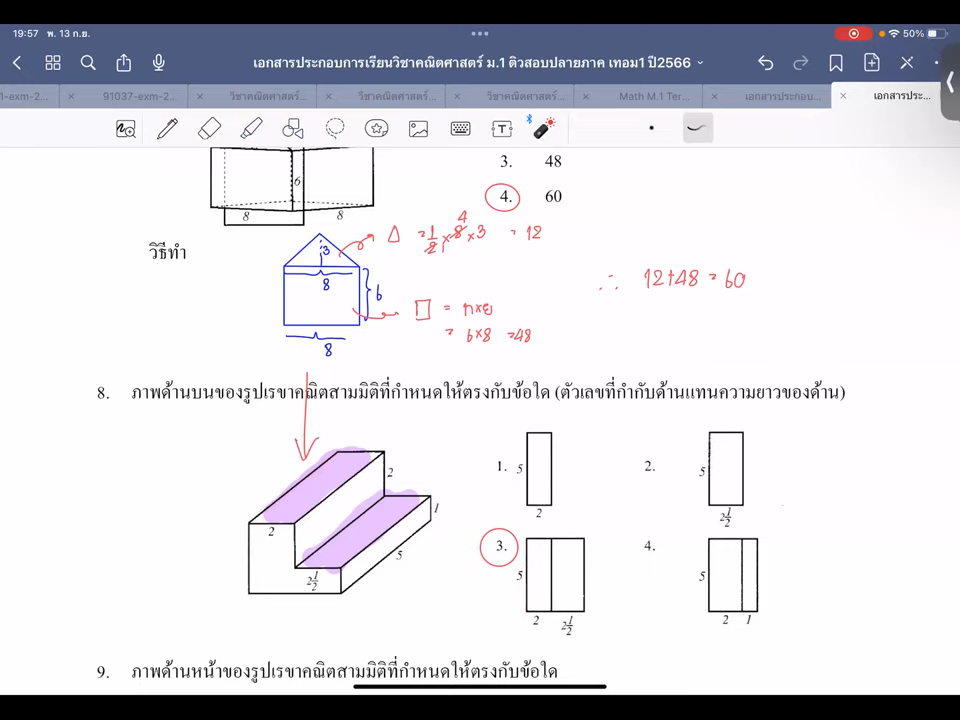 19:57 พ. 13 ก.ย.
50%
เอกสารประกอบการเรียนวิชาคณิตศาสตร์ ม.1 ติวสอบปลายภาค เทอม1 ปี2566
1-exm-2...
91037-exm-2...
วิชาคณิตศาสตร์...
วิชาคณิตศาสตร์...
วิชาคณิตศาสตร์...
Math M.1 Ter...
เอกสารประกอบ...
เอกสารประ...
T
3. 48
6
4. 60
8 8
วิธีทำ
3
8
6
8
Δ = 1/2 × 8 × 3 = 12
4
1
□ = ก×ย
= 6×8 = 48
∴ 12+48 = 60
8. ภาพด้านบนของรูปเรขาคณิตสามมิติที่กำหนดให้ตรงกับข้อใด (ตัวเลขที่กำกับด้านแทนความยาวของด้าน)
2
2
1
5
2 1/2
1. 5
2
2. 5
2 1/2
3. 5
2 2 1/2
4. 5
2 1
9. ภาพด้านหน้าของรูปเรขาคณิตสามมิติที่กำหนดให้ตรงกับข้อใด